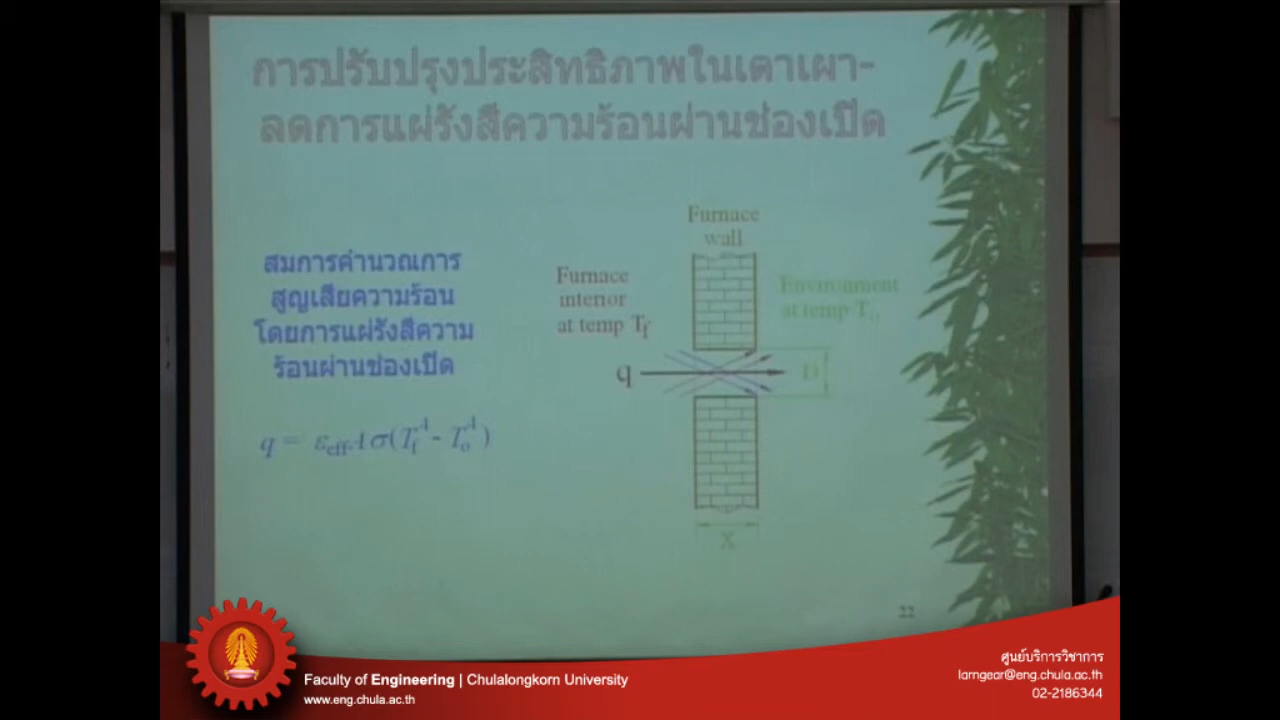 การปรับปรุงประสิทธิภาพในเตาเผา-
ลดการแผ่รังสีความร้อนผ่านช่องเปิด
สมการคำนวณการ
สูญเสียความร้อน
โดยการแผ่รังสีความ
ร้อนผ่านช่องเปิด
q = εeff A σ(Tf⁴ - To⁴)
Furnace
wall
Furnace
interior
at temp Tf
Environment
at temp To
q
D
X
22
ศูนย์บริการวิชาการ
larngear@eng.chula.ac.th
02-2186344
Faculty of Engineering | Chulalongkorn University
www.eng.chula.ac.th